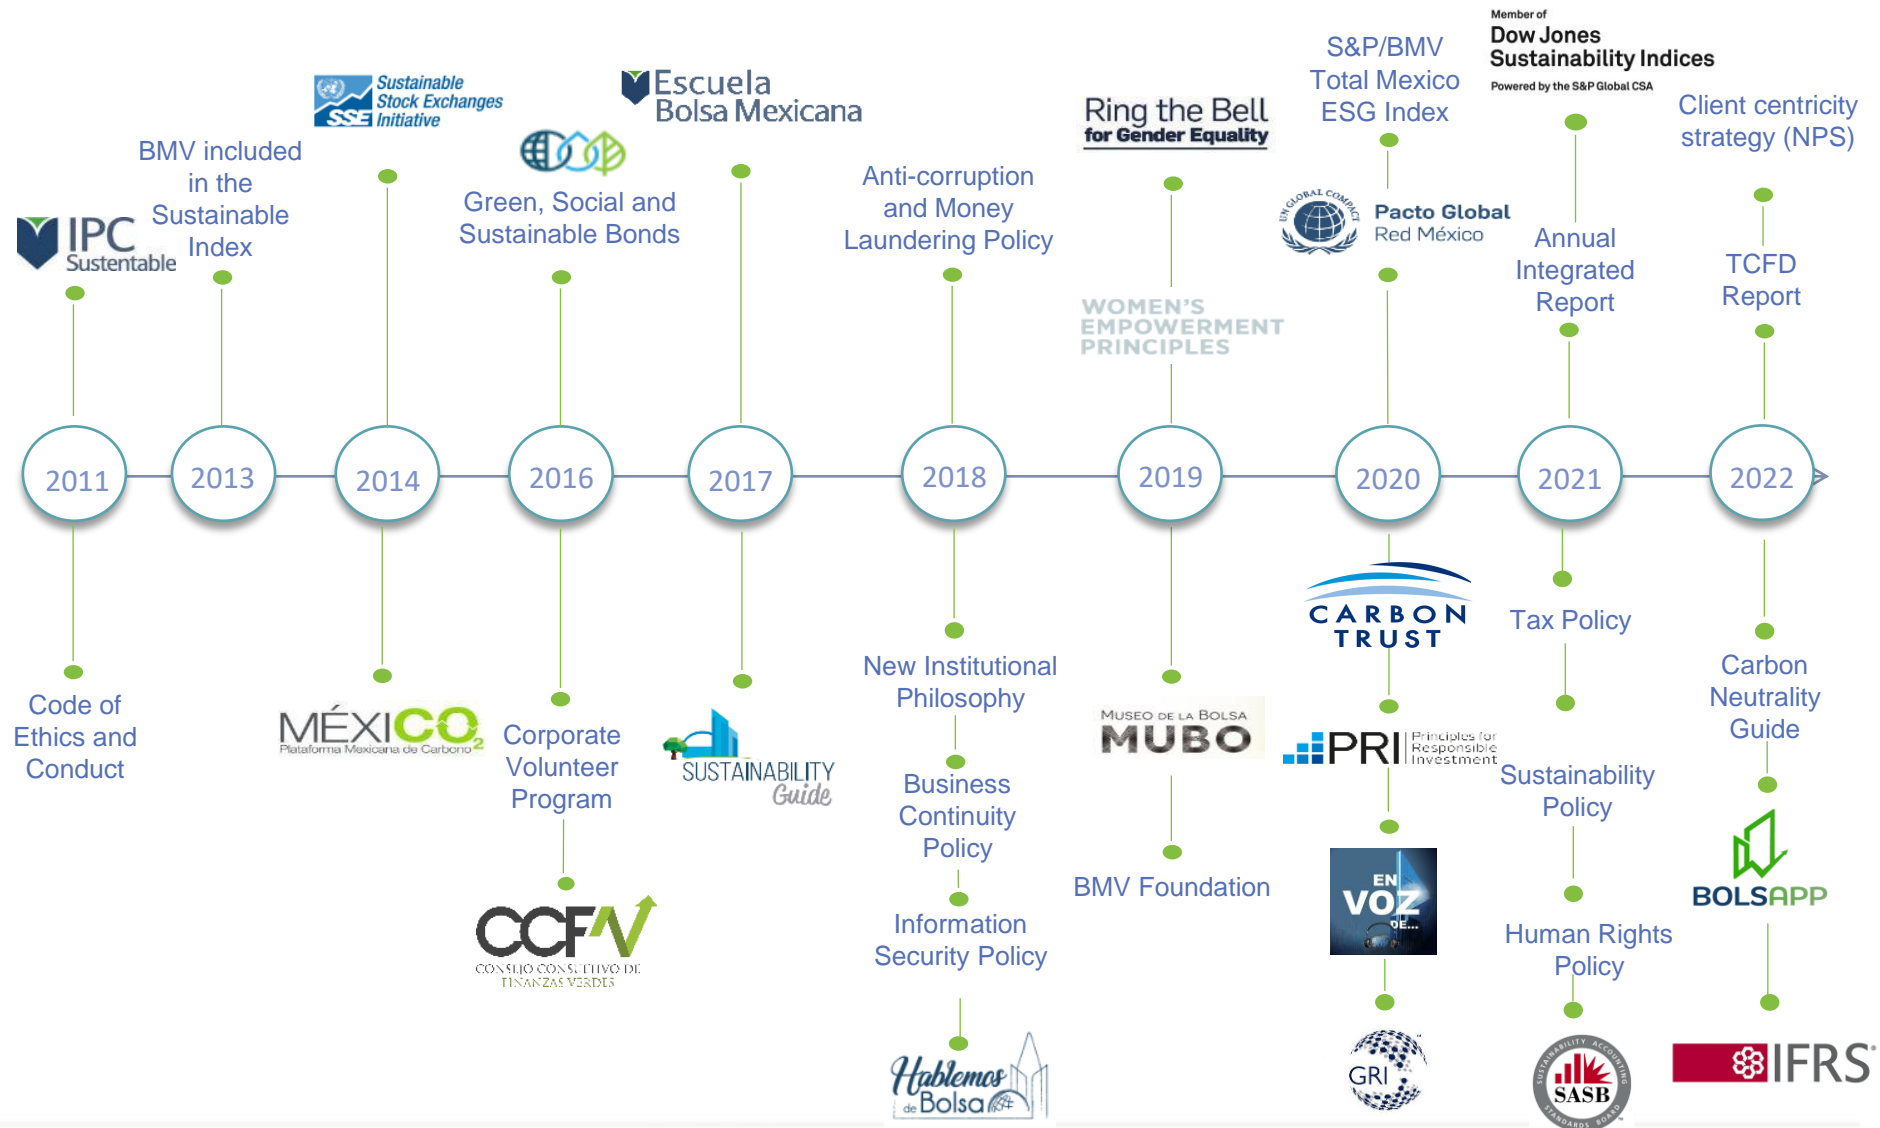 IPC
Sustentable
BMV included
in the
Sustainable
Index
SSE
Sustainable
Stock Exchanges
Initiative
Green, Social and
Sustainable Bonds
Escuela
Bolsa Mexicana
Anti-corruption
and Money
Laundering Policy
Ring the Bell
for Gender Equality
WOMEN'S
EMPOWERMENT
PRINCIPLES
S&P/BMV
Total Mexico
ESG Index
UN GLOBAL COMPACT
Pacto Global
Red México
Member of
Dow Jones
Sustainability Indices
Powered by the S&P Global CSA
Annual
Integrated
Report
Client centricity
strategy (NPS)
TCFD
Report
2011
2013
2014
2016
2017
2018
2019
2020
2021
2022
Code of
Ethics and
Conduct
MÉXICO2
Plataforma Mexicana de Carbono
Corporate
Volunteer
Program
CCFV
CONSEJO CONSULTIVO DE
FINANZAS VERDES
SUSTAINABILITY
Guide
New Institutional
Philosophy
Business
Continuity
Policy
Information
Security Policy
Hablemos
de Bolsa
MUSEO DE LA BOLSA
MUBO
BMV Foundation
CARBON
TRUST
PRI
Principles for
Responsible
Investment
EN
VOZ
DE...
GRI
Tax Policy
Sustainability
Policy
Human Rights
Policy
SUSTAINABILITY ACCOUNTING
SASB
STANDARDS BOARD
Carbon
Neutrality
Guide
BOLSAPP
IFRS